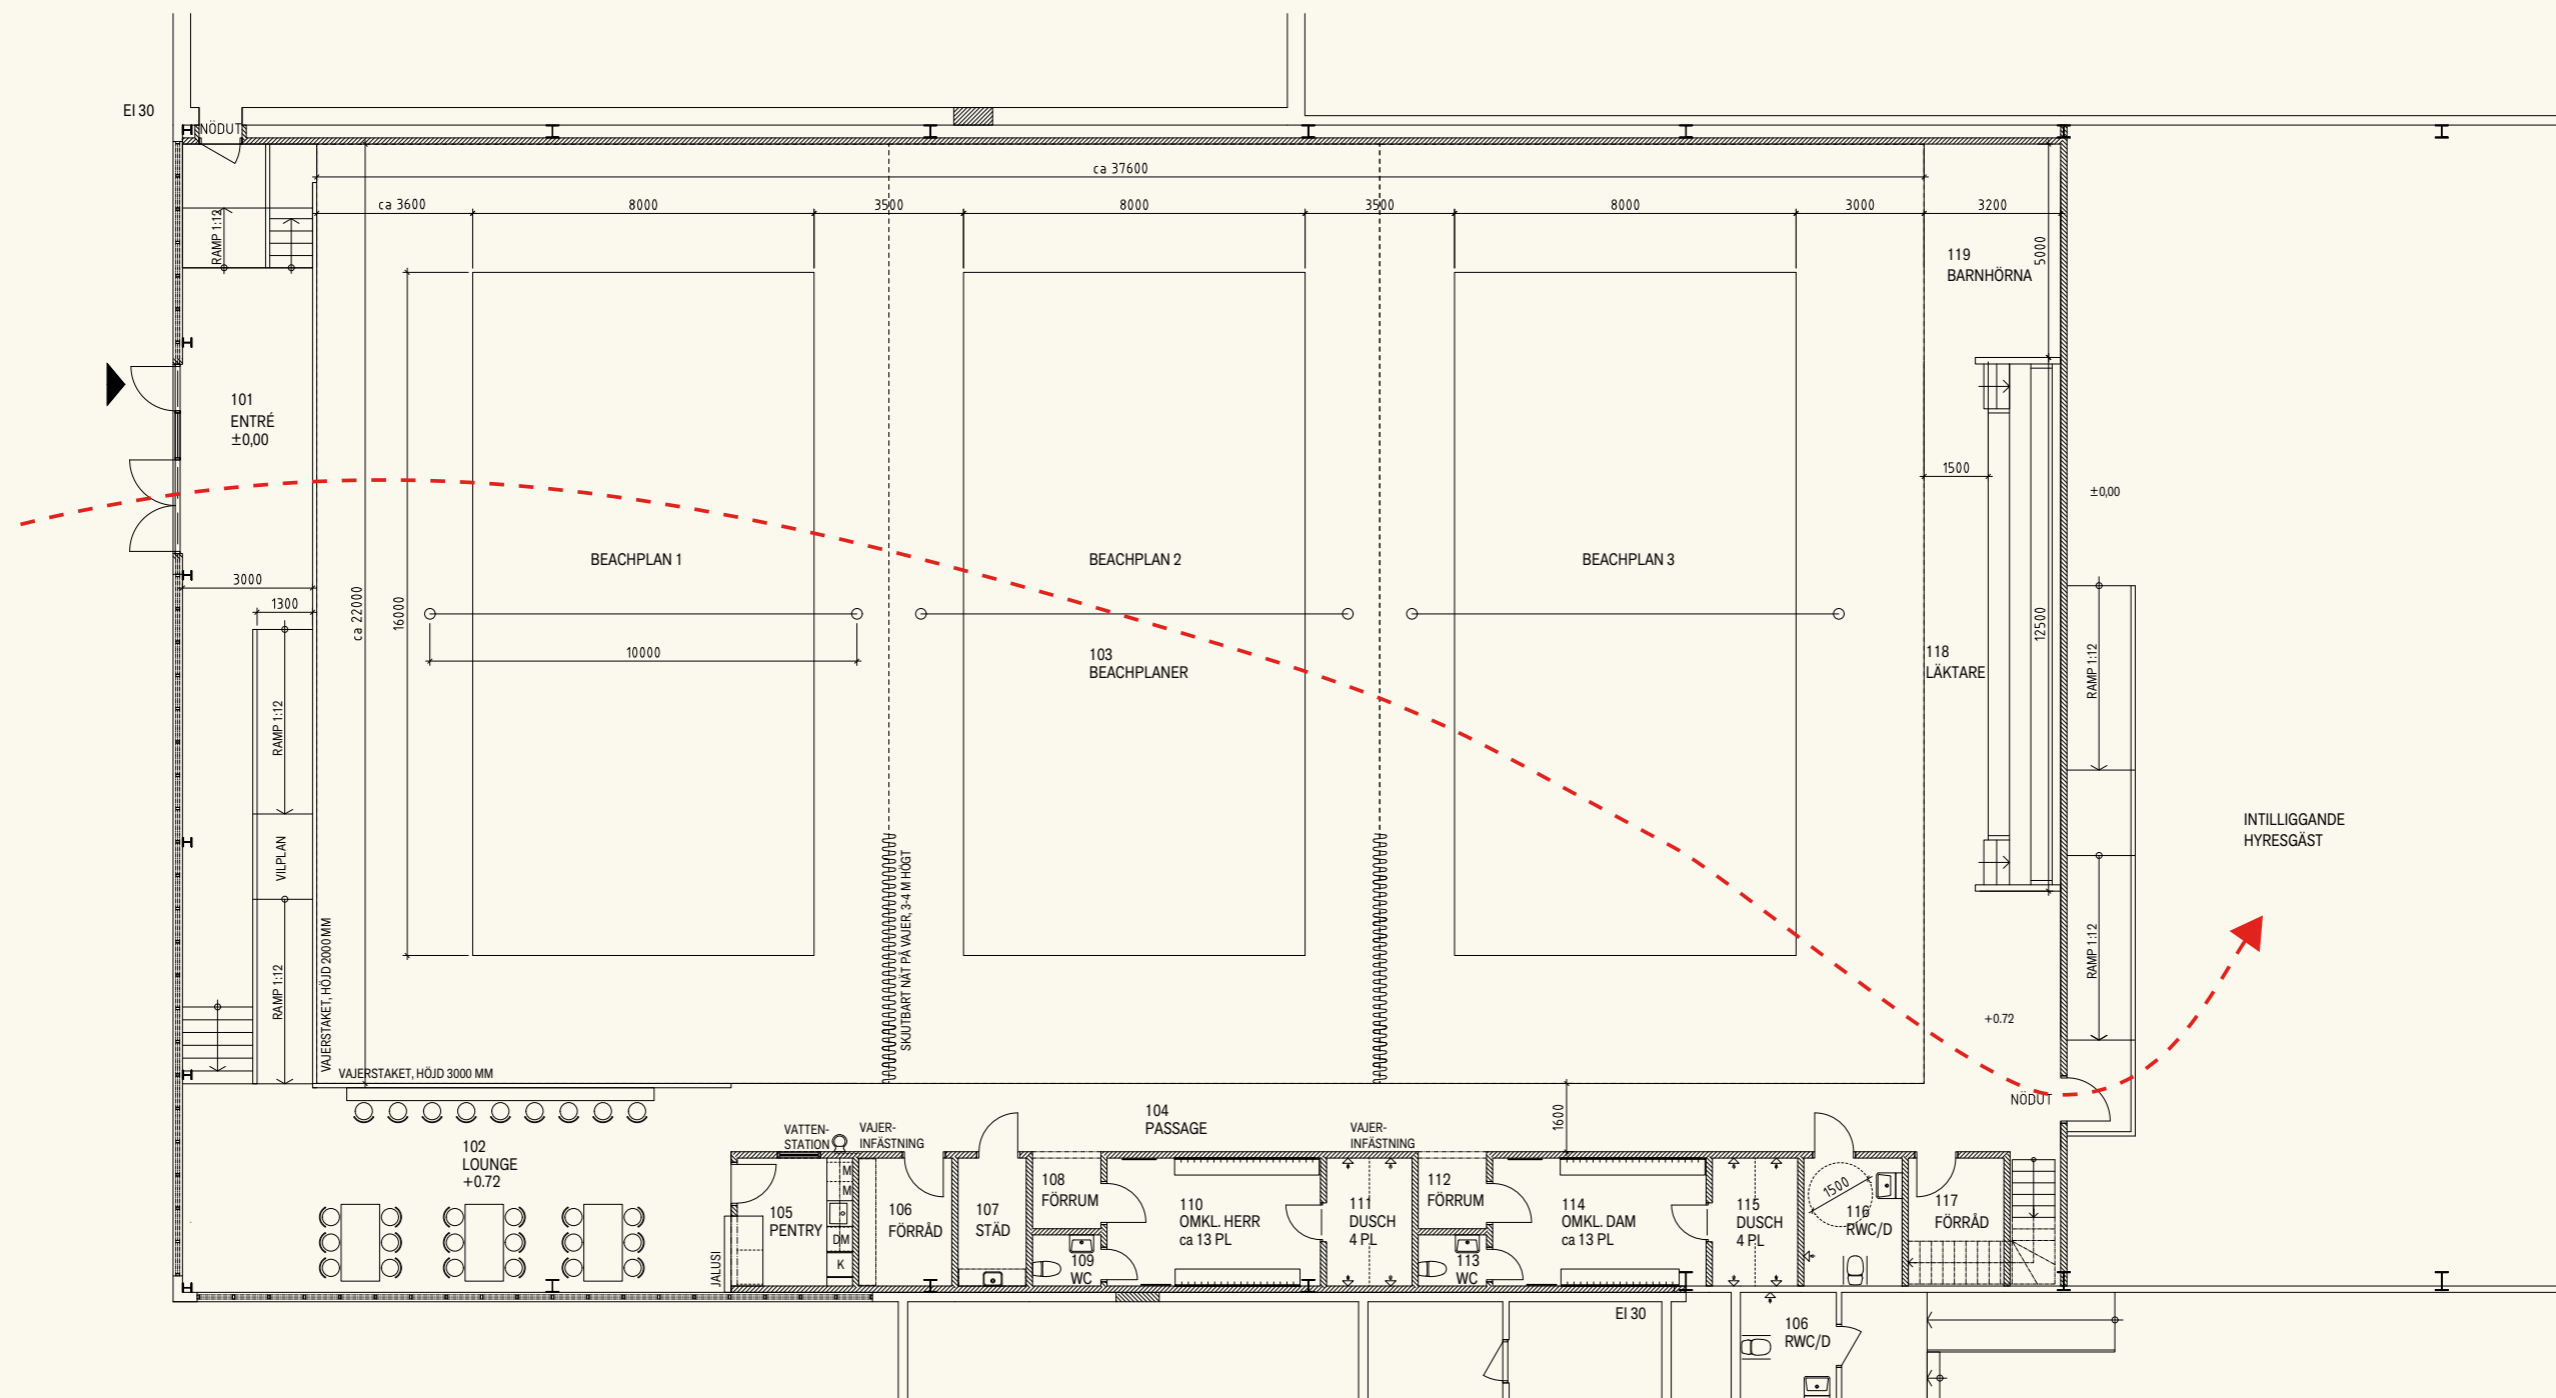 EI 30
NÖDUT
ca 37600
ca 3600
8000
3500
8000
3500
8000
3000
3200
RAMP 1:12
119
BARNHÖRNA
5000
101
ENTRÉ
±0,00
1500
±0,00
BEACHPLAN 1
BEACHPLAN 2
BEACHPLAN 3
3000
1300
ca 22000
16000
10000
12500
103
BEACHPLANER
118
LÄKTARE
RAMP 1:12
RAMP 1:12
VILPLAN
INTILLIGGANDE
HYRESGÄST
SKJUTBART NÄT PÅ VAJER, 3-4 M HÖGT
RAMP 1:12
RAMP 1:12
VAJERSTAKET, HÖJD 2000 MM
+0.72
VAJERSTAKET, HÖJD 3000 MM
NÖDUT
1600
104
PASSAGE
VATTEN-
STATION
VAJER-
INFÄSTNING
VAJER-
INFÄSTNING
102
LOUNGE
+0.72
M
M
DM
K
JALUSI
105
PENTRY
106
FÖRRÅD
107
STÄD
108
FÖRRUM
109
WC
110
OMKL. HERR
ca 13 PL
111
DUSCH
4 PL
112
FÖRRUM
113
WC
114
OMKL. DAM
ca 13 PL
115
DUSCH
4 PL
1500
116
RWC/D
117
FÖRRÅD
EI 30
106
RWC/D